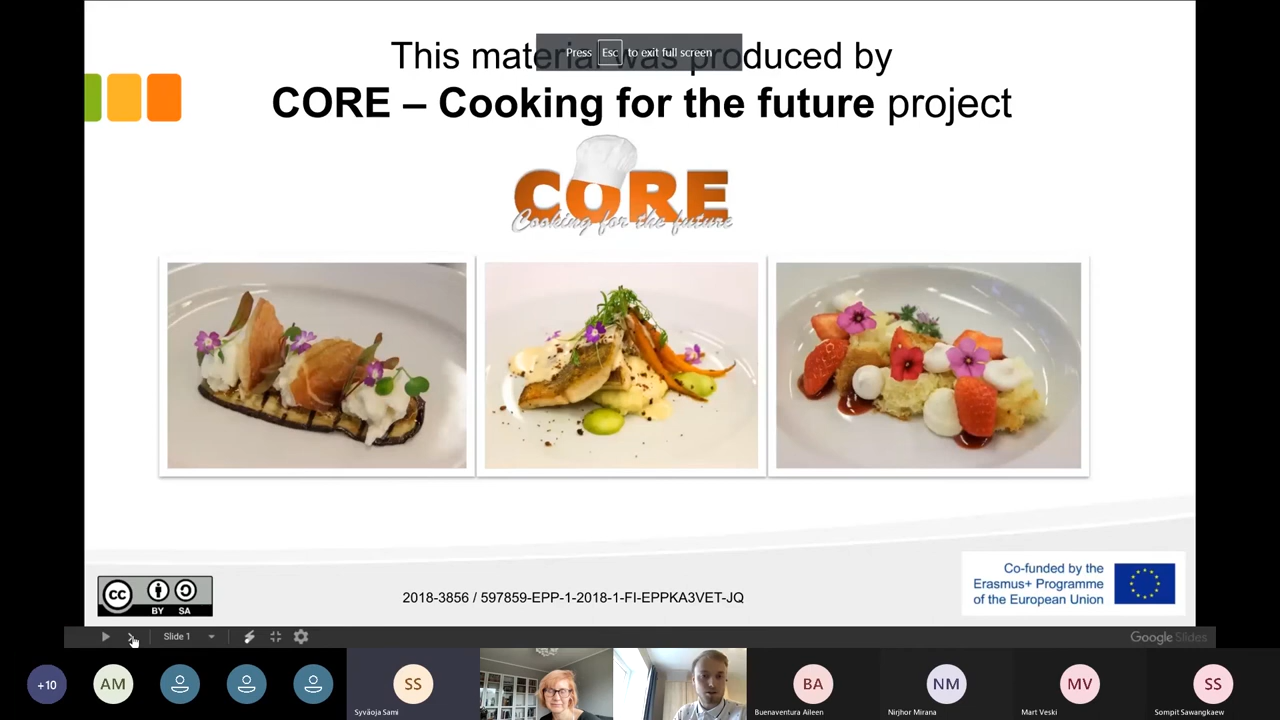 This material was produced by
Press Esc to exit full screen
CORE – Cooking for the future project
CORE
Cooking for the future
Co-funded by the
Erasmus+ Programme
of the European Union
cc
BY SA
2018-3856 / 597859-EPP-1-2018-1-FI-EPPKA3VET-JQ
Slide 1
Google Slides
+10
AM
SS
BA
NM
MV
SS
Syväoja Sami
Buenaventura Aileen
Nirjhor Mirana
Mart Veski
Sompit Sawangkaew